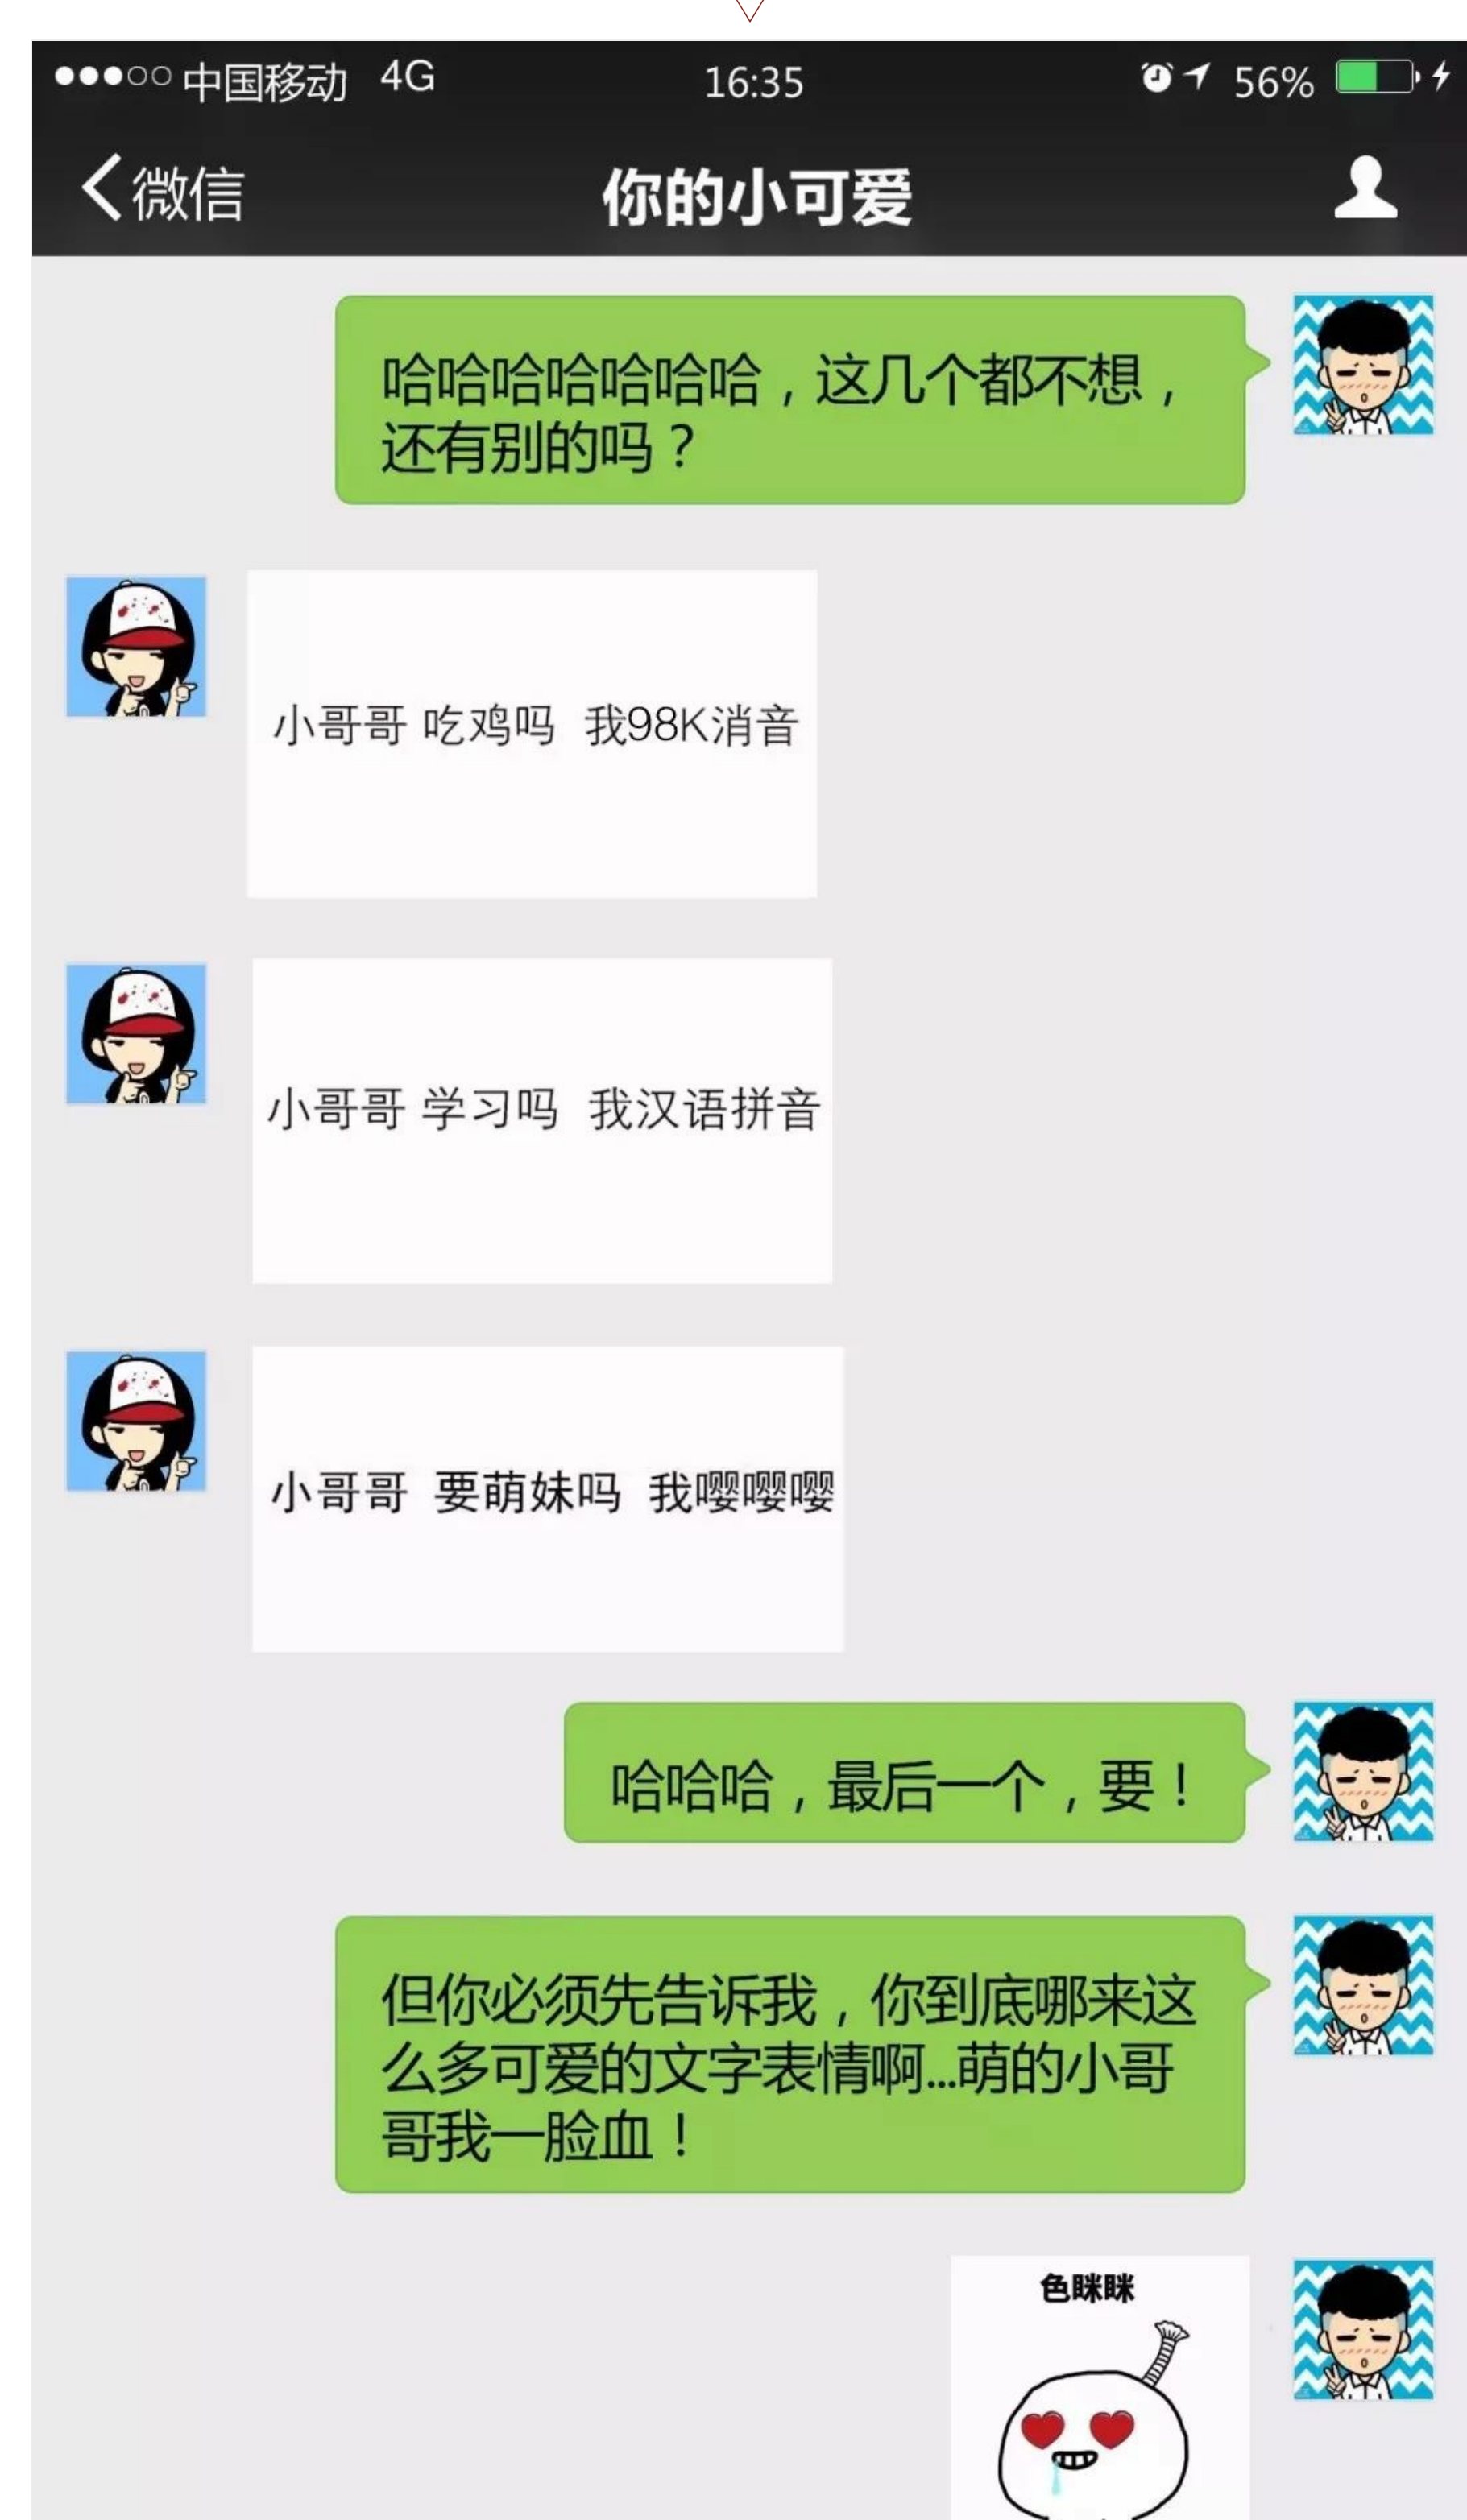 中国移动 4G 16:35 56%
微信 你的小可爱
哈哈哈哈哈哈哈，这几个都不想，
还有别的吗？
小哥哥 吃鸡吗 我98K消音
小哥哥 学习吗 我汉语拼音
小哥哥 要萌妹吗 我嘤嘤嘤
哈哈哈，最后一个，要！
但你必须先告诉我，你到底哪来这
么多可爱的文字表情啊...萌的小哥
哥我一脸血！
色眯眯